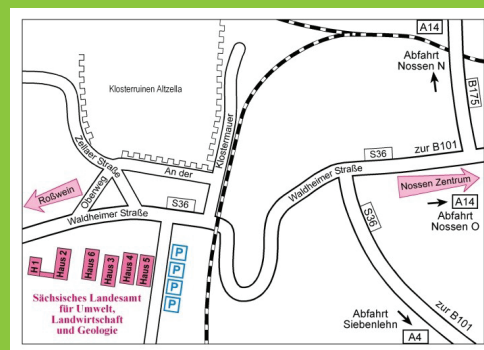 A14
Abfahrt
Nossen N
B175
Klosterruinen Altzella
Klostermauer
An der
Zellaer Straße
Oberweg
Roßwein
S36
Waldheimer Straße
Waldheimer Straße
S36
zur B101
Nossen Zentrum
A14
Abfahrt
Nossen O
S36
zur B101
Abfahrt
Siebenlehn
A4
H 1
Haus 2
Haus 6
Haus 3
Haus 4
Haus 5
P
P
P
P
Sächsisches Landesamt
für Umwelt,
Landwirtschaft
und Geologie